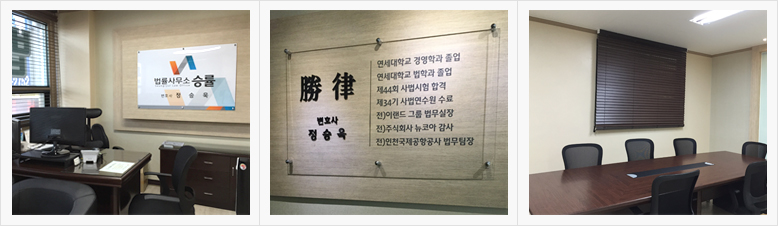 법률사무소 승률
변호사 정승욱
勝律
변호사
정승욱
연세대학교 경영학과 졸업
연세대학교 법학과 졸업
제44회 사법시험 합격
제34기 사법연수원 수료
전)이랜드 그룹 법무실장
전)주식회사 뉴코아 감사
전)인천국제공항공사 법무팀장